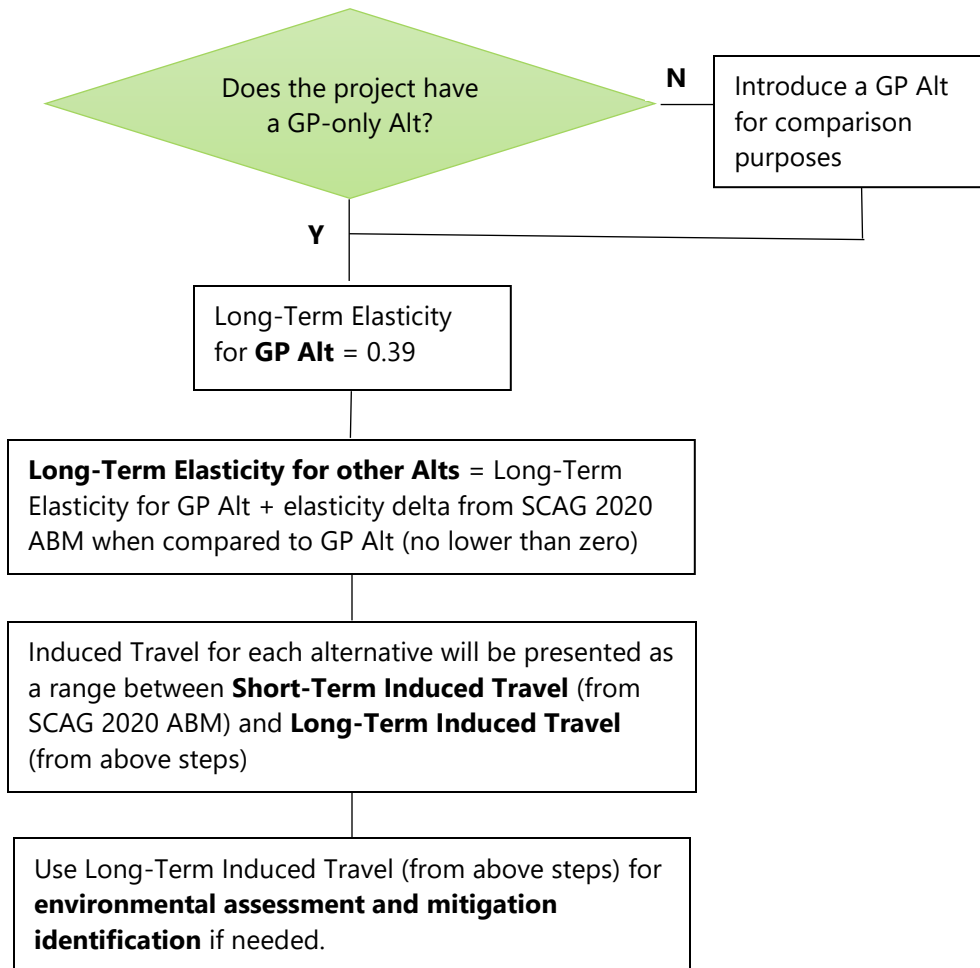 Does the project have
a GP-only Alt?
N
Introduce a GP Alt
for comparison
purposes
Y
Long-Term Elasticity
for GP Alt = 0.39
Long-Term Elasticity for other Alts = Long-Term
Elasticity for GP Alt + elasticity delta from SCAG 2020
ABM when compared to GP Alt (no lower than zero)
Induced Travel for each alternative will be presented as
a range between Short-Term Induced Travel (from
SCAG 2020 ABM) and Long-Term Induced Travel
(from above steps)
Use Long-Term Induced Travel (from above steps) for
environmental assessment and mitigation
identification if needed.